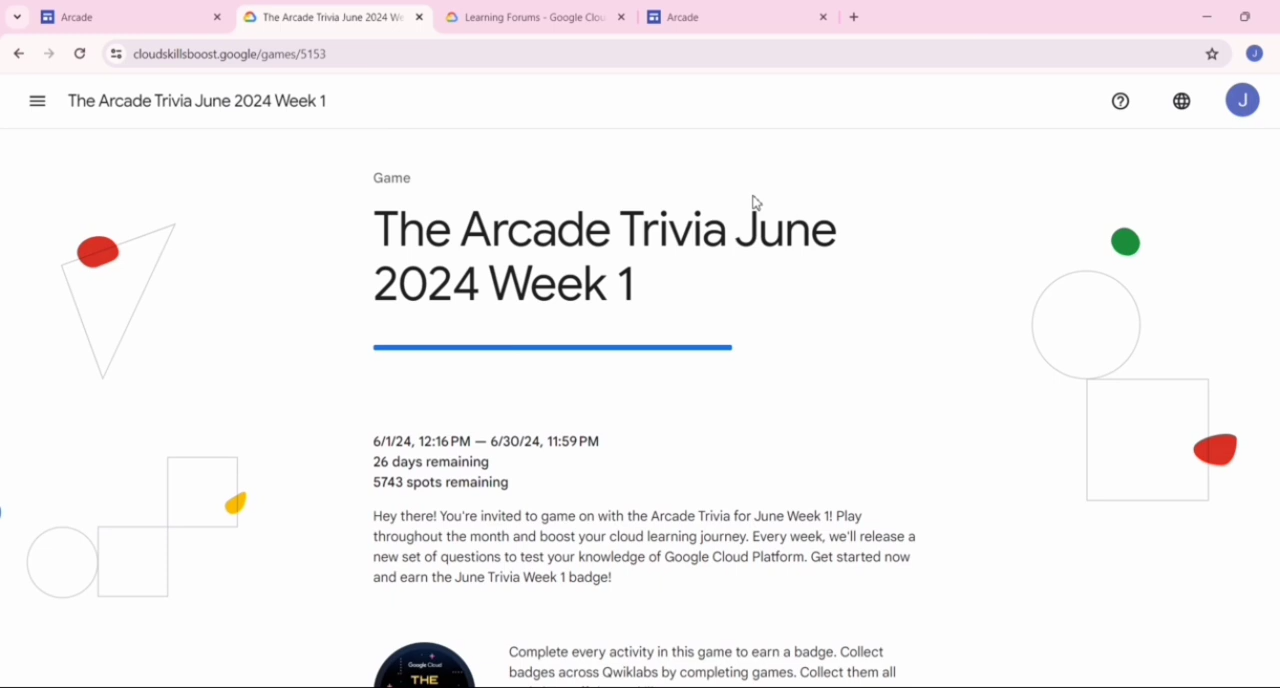 Arcade
The Arcade Trivia June 2024 We
Learning Forums - Google Clou
Arcade
cloudskillsboost.google/games/5153
J
The Arcade Trivia June 2024 Week 1
J
Game
The Arcade Trivia June
2024 Week 1
6/1/24, 12:16 PM — 6/30/24, 11:59 PM
26 days remaining
5743 spots remaining
Hey there! You're invited to game on with the Arcade Trivia for June Week 1! Play
throughout the month and boost your cloud learning journey. Every week, we'll release a
new set of questions to test your knowledge of Google Cloud Platform. Get started now
and earn the June Trivia Week 1 badge!
Google Cloud
THE
Complete every activity in this game to earn a badge. Collect
badges across Qwiklabs by completing games. Collect them all